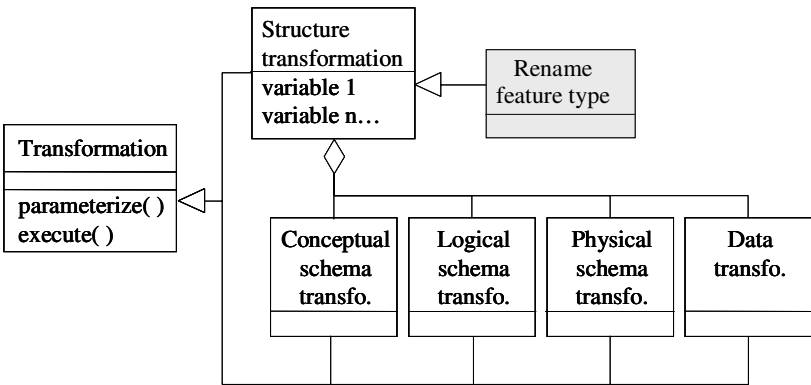 Structure
transformation
variable 1
variable n…
Rename
feature type
Transformation
parameterize( )
execute( )
Conceptual
schema
transfo.
Logical
schema
transfo.
Physical
schema
transfo.
Data
transfo.